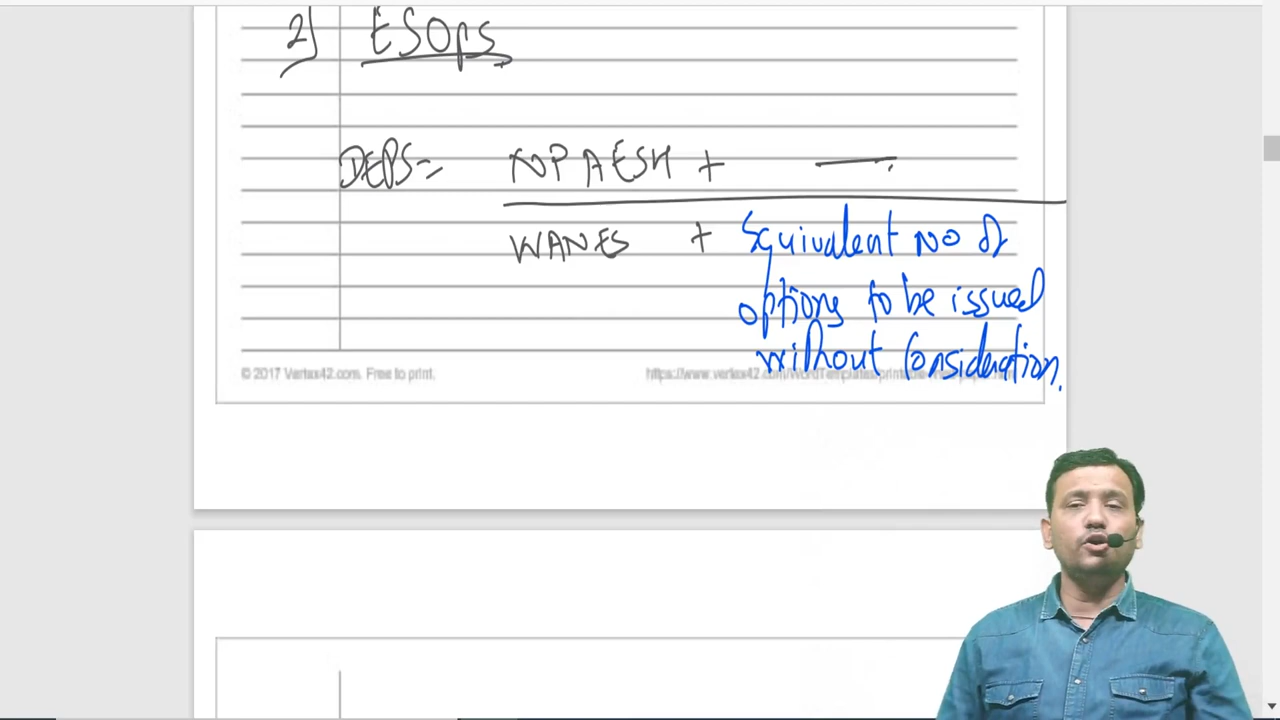 2) ESOPs
DEPS = NPAESH + —
WANES + Equivalent No of
options to be issued
without Consideration.
© 2017 Vertex42.com. Free to print.